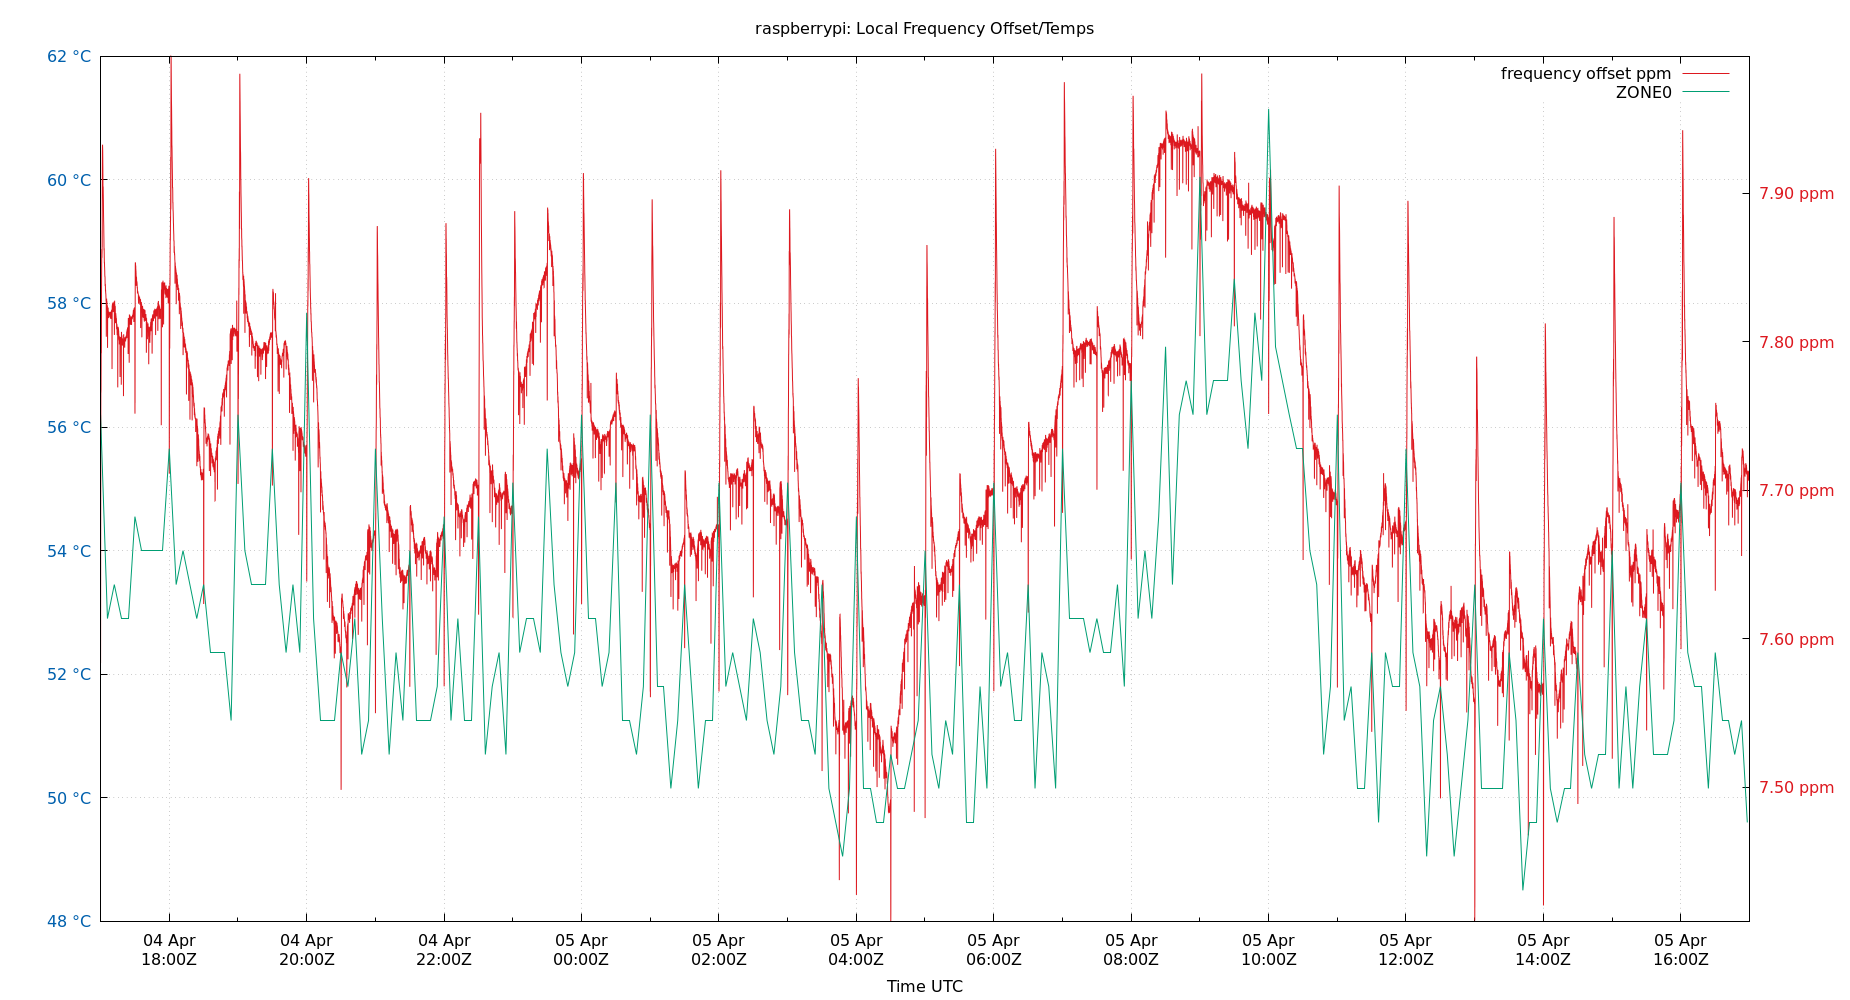 raspberrypi: Local Frequency Offset/Temps
frequency offset ppm
ZONE0
62 °C
60 °C
58 °C
56 °C
54 °C
52 °C
50 °C
48 °C
7.90 ppm
7.80 ppm
7.70 ppm
7.60 ppm
7.50 ppm
04 Apr 04 Apr 04 Apr 05 Apr 05 Apr 05 Apr 05 Apr 05 Apr 05 Apr 05 Apr 05 Apr 05 Apr
18:00Z 20:00Z 22:00Z 00:00Z 02:00Z 04:00Z 06:00Z 08:00Z 10:00Z 12:00Z 14:00Z 16:00Z
Time UTC